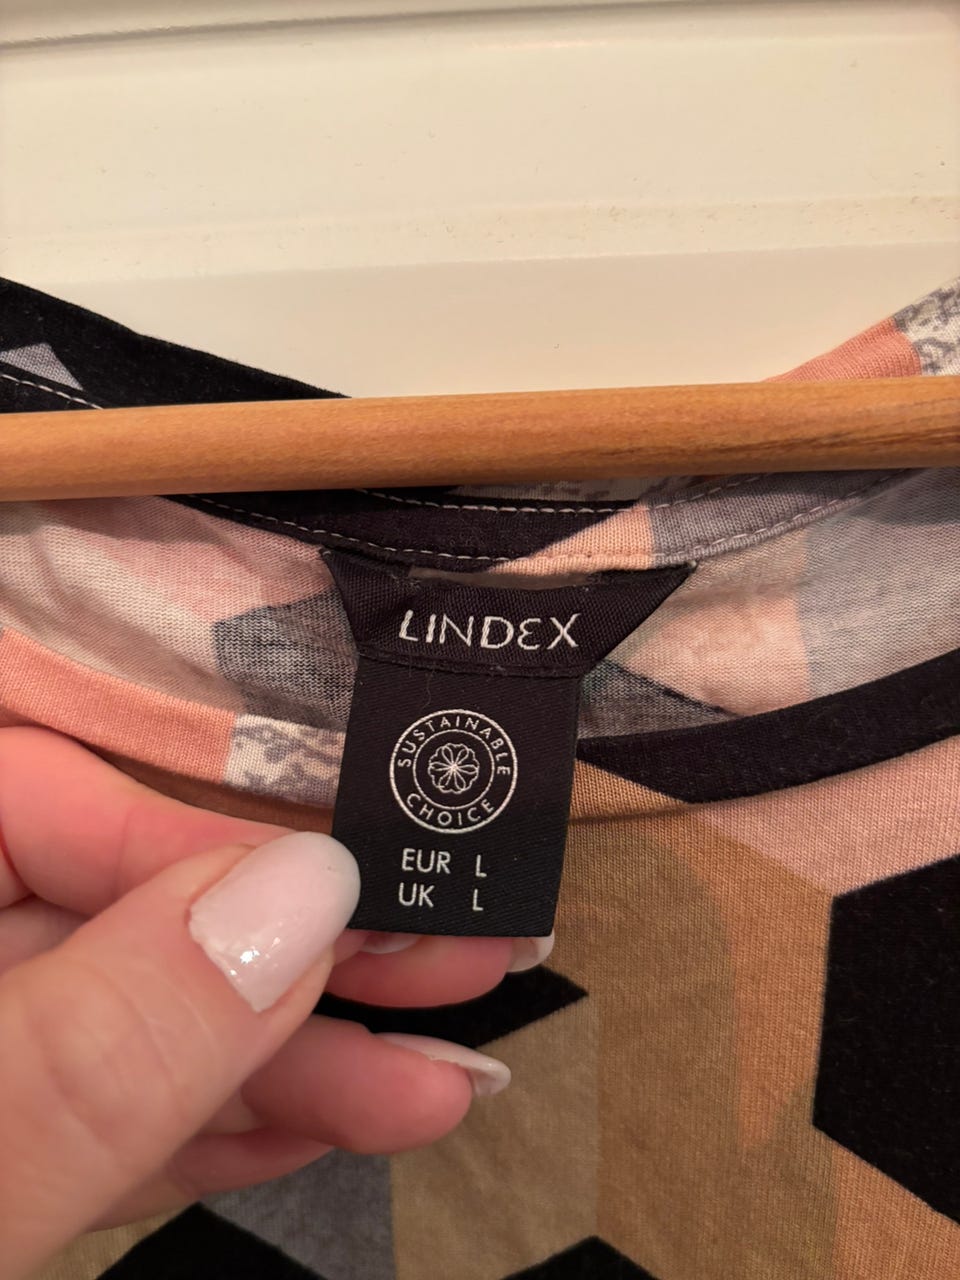 LINDEX
SUSTAINABLE
CHOICE
EUR L
UK L